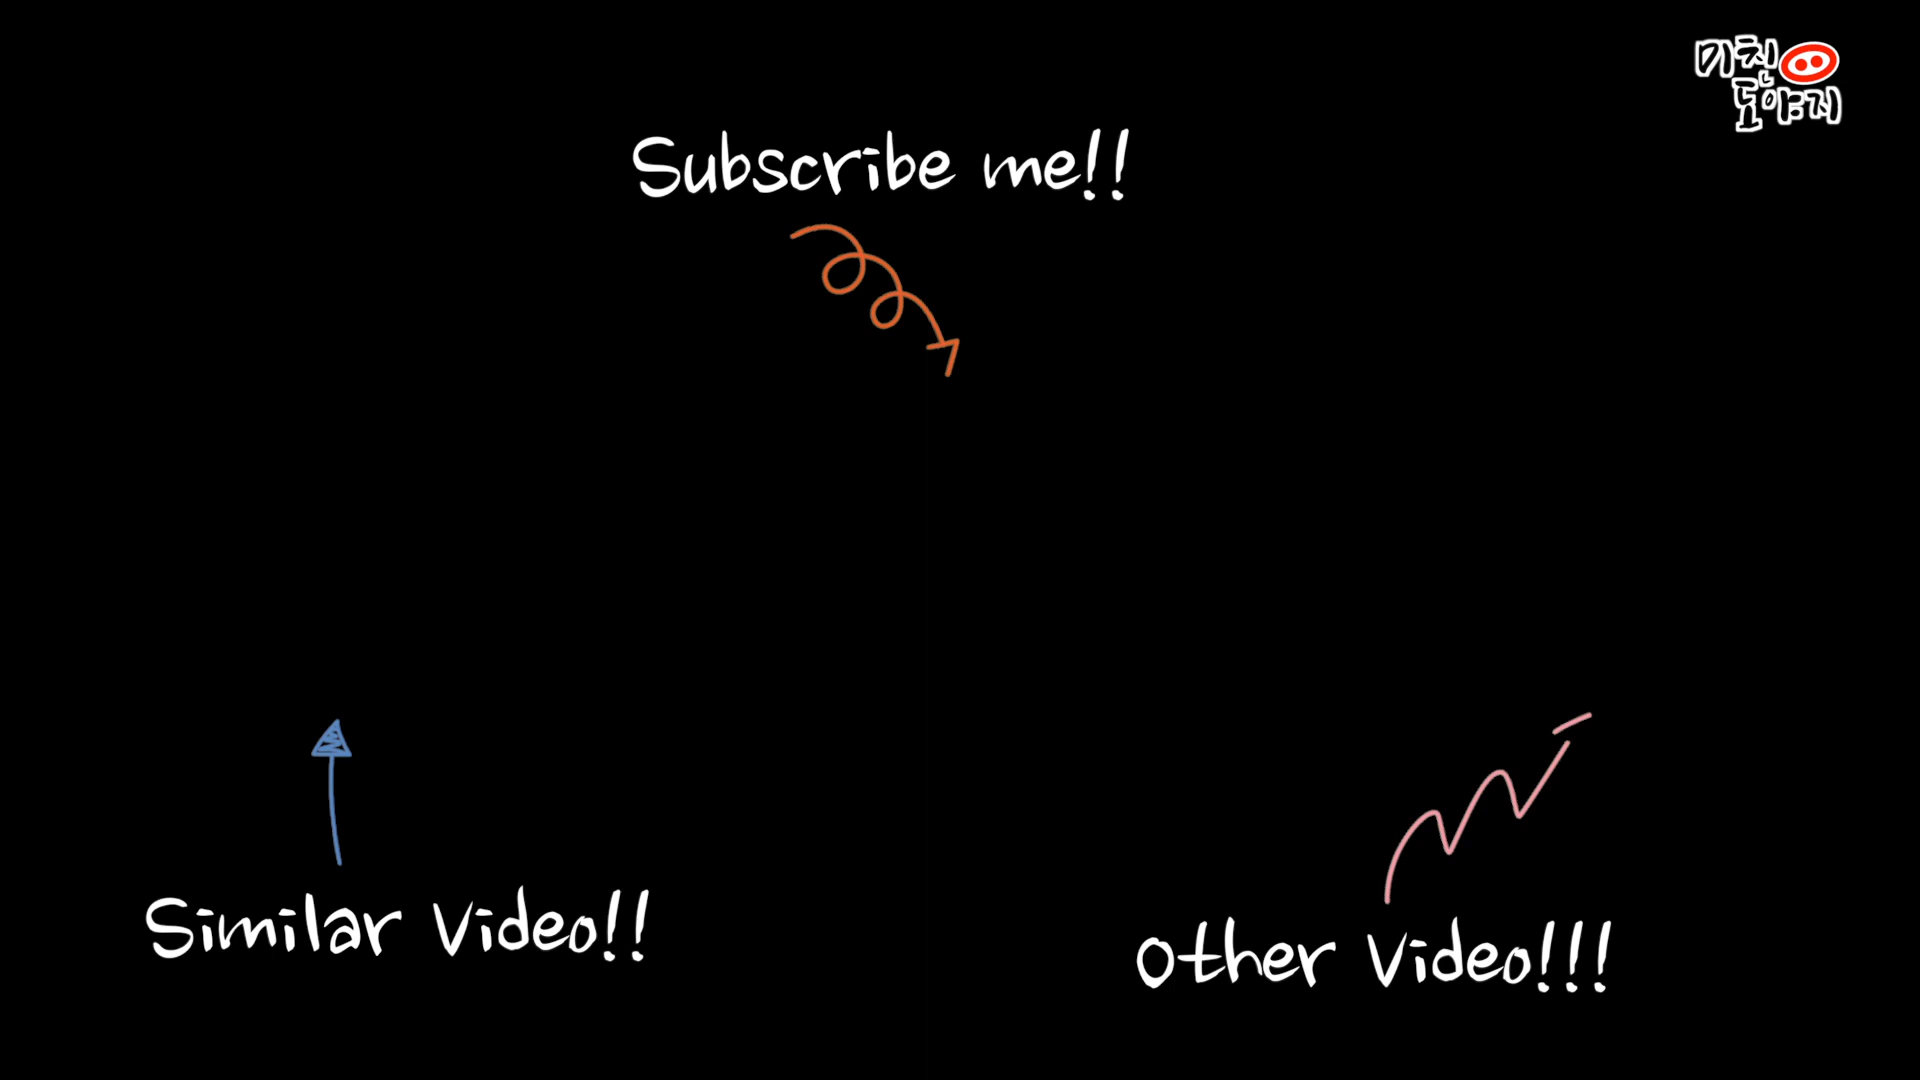 미친
도야지
Subscribe me!!
Similar Video!!
Other Video!!!